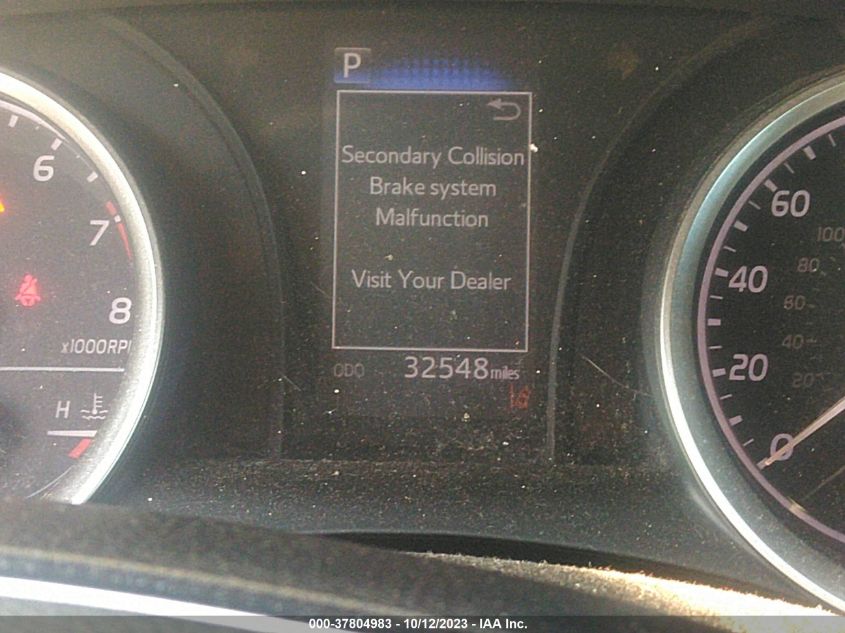 P
Secondary Collision
Brake system
Malfunction
Visit Your Dealer
ODO 32548 miles
6
7
8
x1000RP
H
60
40
20
0
100
80
60
40
20
000-37804983 - 10/12/2023 - IAA Inc.